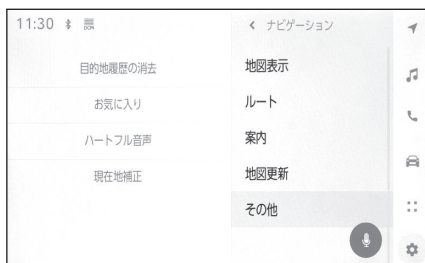 11:30
DCM
目的地履歴の消去
お気に入り
ハートフル音声
現在地補正
ナビゲーション
地図表示
ルート
案内
地図更新
その他